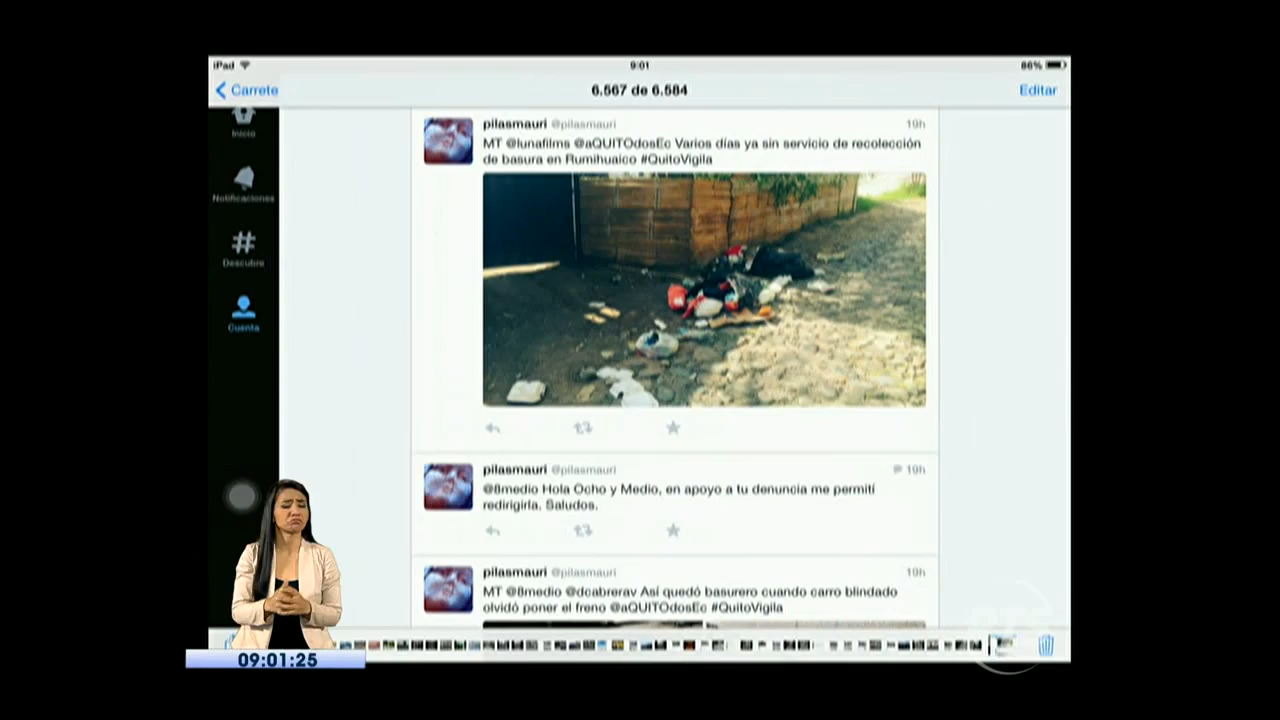 iPad 9:01 86%
Carrete 6.567 de 6.584 Editar
Inicio
Notificaciones
Descubre
Cuenta
pilasmauri @pilasmauri 19h
MT @lunafilms @aQUITOdosEc Varios días ya sin servicio de recolección
de basura en Rumihuaico #QuitoVigila
pilasmauri @pilasmauri 19h
@8medio Hola Ocho y Medio, en apoyo a tu denuncia me permití
redirigirla. Saludos.
pilasmauri @pilasmauri 19h
MT @8medio @dcabrerav Así quedó basurero cuando carro blindado
olvidó poner el freno @aQUITOdosEc #QuitoVigila
RTS
09:01:25